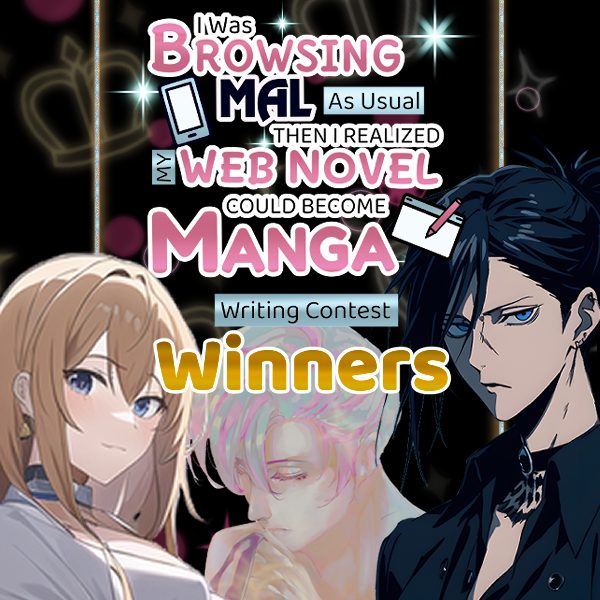 I Was
BROWSING
MAL As Usual
THEN I REALIZED
MY WEB NOVEL
COULD BECOME
MANGA
Writing Contest
Winners